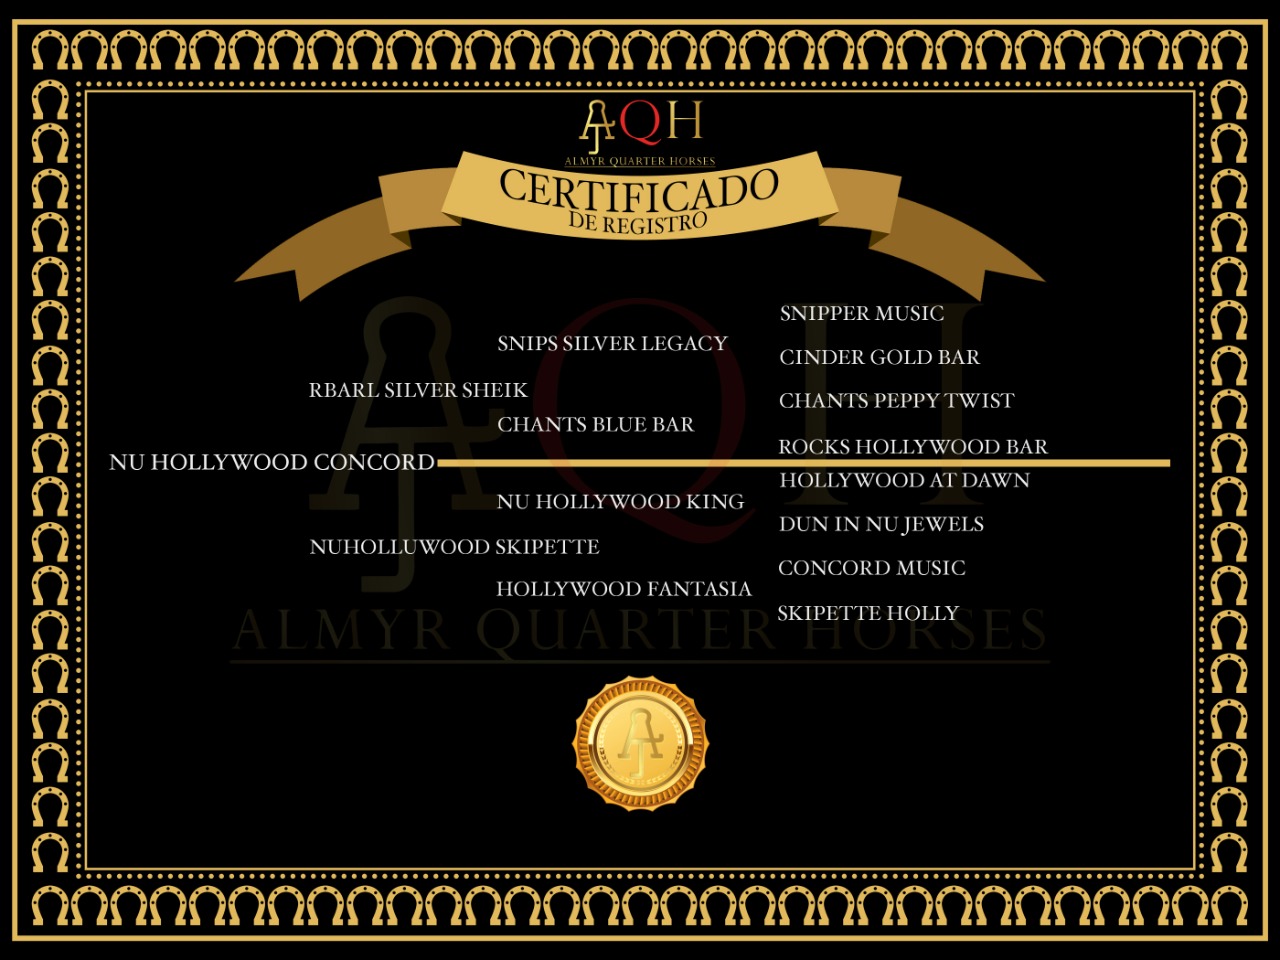 AQH
ALMYR QUARTER HORSES
CERTIFICADO
DE REGISTRO
SNIPPER MUSIC
SNIPS SILVER LEGACY
CINDER GOLD BAR
RBARL SILVER SHEIK
CHANTS PEPPY TWIST
CHANTS BLUE BAR
ROCKS HOLLYWOOD BAR
NU HOLLYWOOD CONCORD
HOLLYWOOD AT DAWN
NU HOLLYWOOD KING
DUN IN NU JEWELS
NUHOLLUWOOD SKIPETTE
CONCORD MUSIC
HOLLYWOOD FANTASIA
SKIPETTE HOLLY
AQH
ALMYR QUARTER HORSES